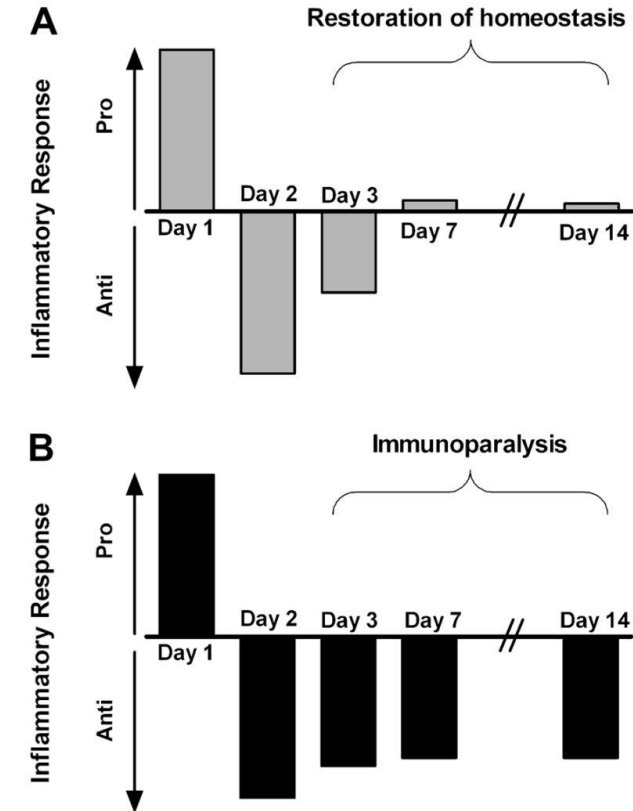 A
Restoration of homeostasis
Inflammatory Response
Pro
Anti
Day 1
Day 2
Day 3
Day 7
Day 14
B
Immunoparalysis
Inflammatory Response
Pro
Anti
Day 1
Day 2
Day 3
Day 7
Day 14